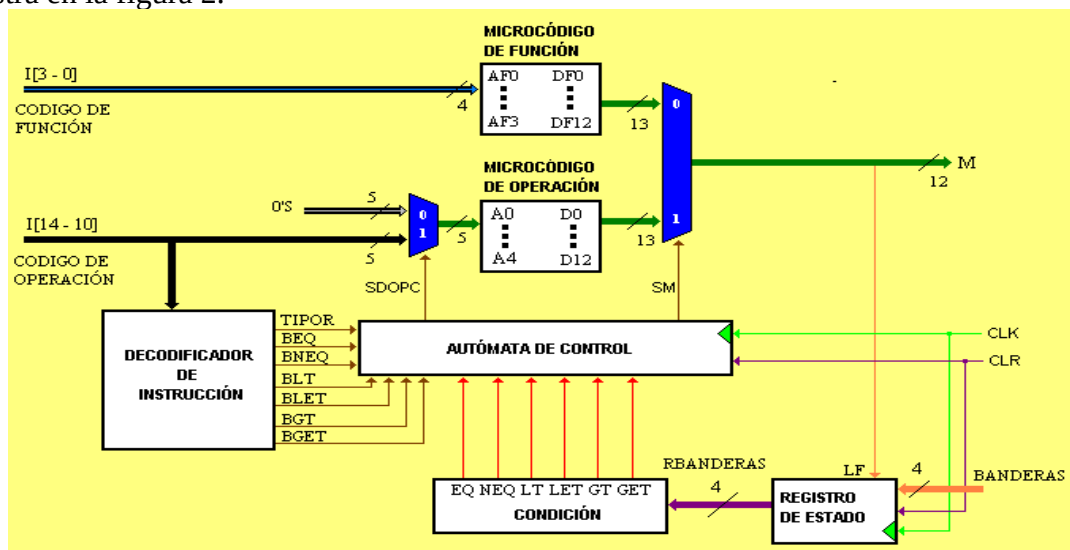 stra en la figura 2.
MICROCÓDIGO
DE FUNCIÓN
I[3 - 0]
AF0 DF0
AF3 DF12
4
13
0
CODIGO DE
FUNCIÓN
M
12
MICROCÓDIGO
DE OPERACIÓN
0'S
5
I[14 - 10]
5
0
1
5
A0 D0
A4 D12
13
1
CODIGO DE
OPERACIÓN
SDOPC
SM
DECODIFICADOR
DE
INSTRUCCIÓN
TIPOR
BEQ
BNEQ
BLT
BLET
BGT
BGET
AUTÓMATA DE CONTROL
CLK
CLR
EQ NEQ LT LET GT GET
CONDICIÓN
RBANDERAS
4
LF
4
BANDERAS
REGISTRO
DE ESTADO